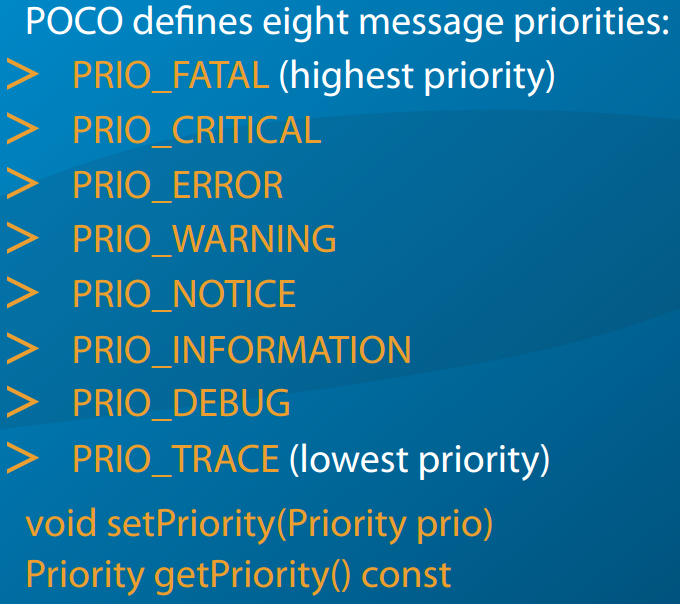 POCO defines eight message priorities:
> PRIO_FATAL (highest priority)
> PRIO_CRITICAL
> PRIO_ERROR
> PRIO_WARNING
> PRIO_NOTICE
> PRIO_INFORMATION
> PRIO_DEBUG
> PRIO_TRACE (lowest priority)
void setPriority(Priority prio)
Priority getPriority() const